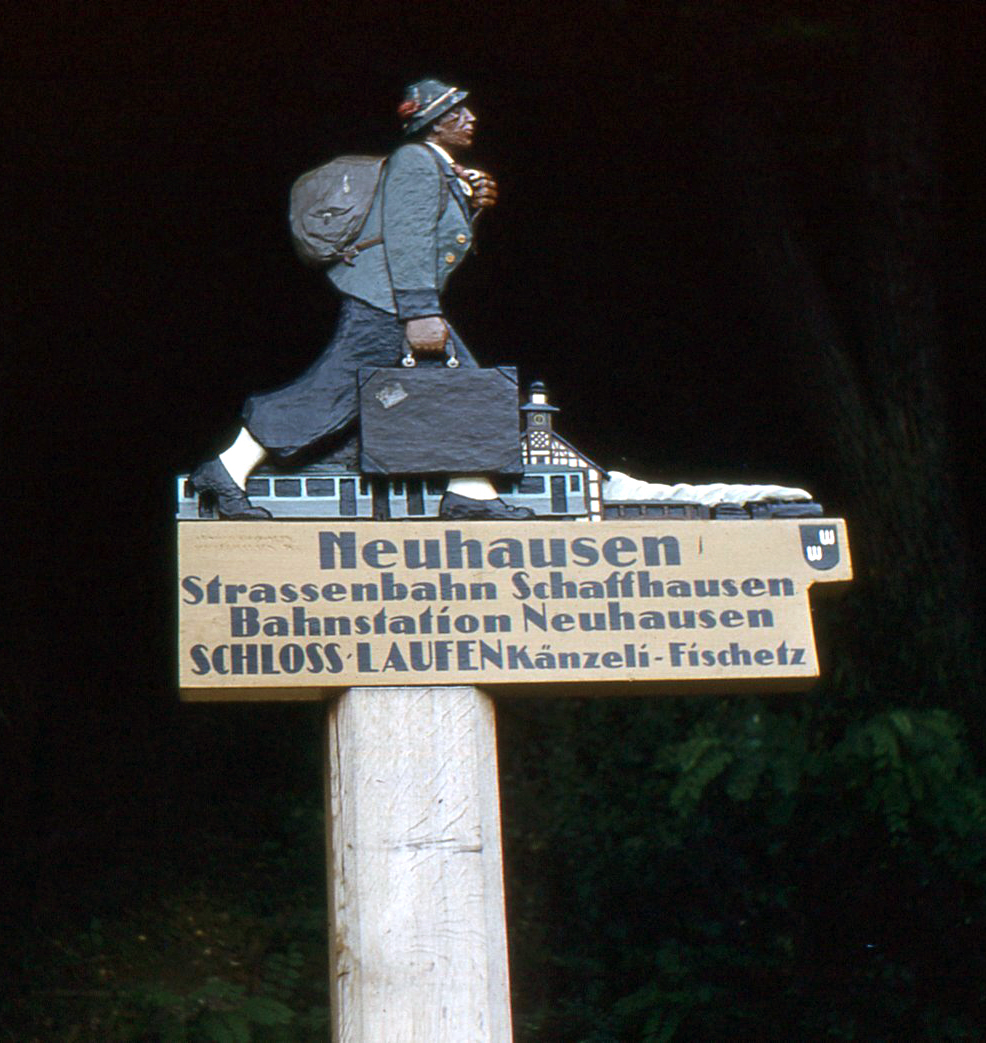 Neuhausen
Strassenbahn Schaffhausen
Bahnstation Neuhausen
SCHLOSS-LAUFEN Känzeli-Fischetz